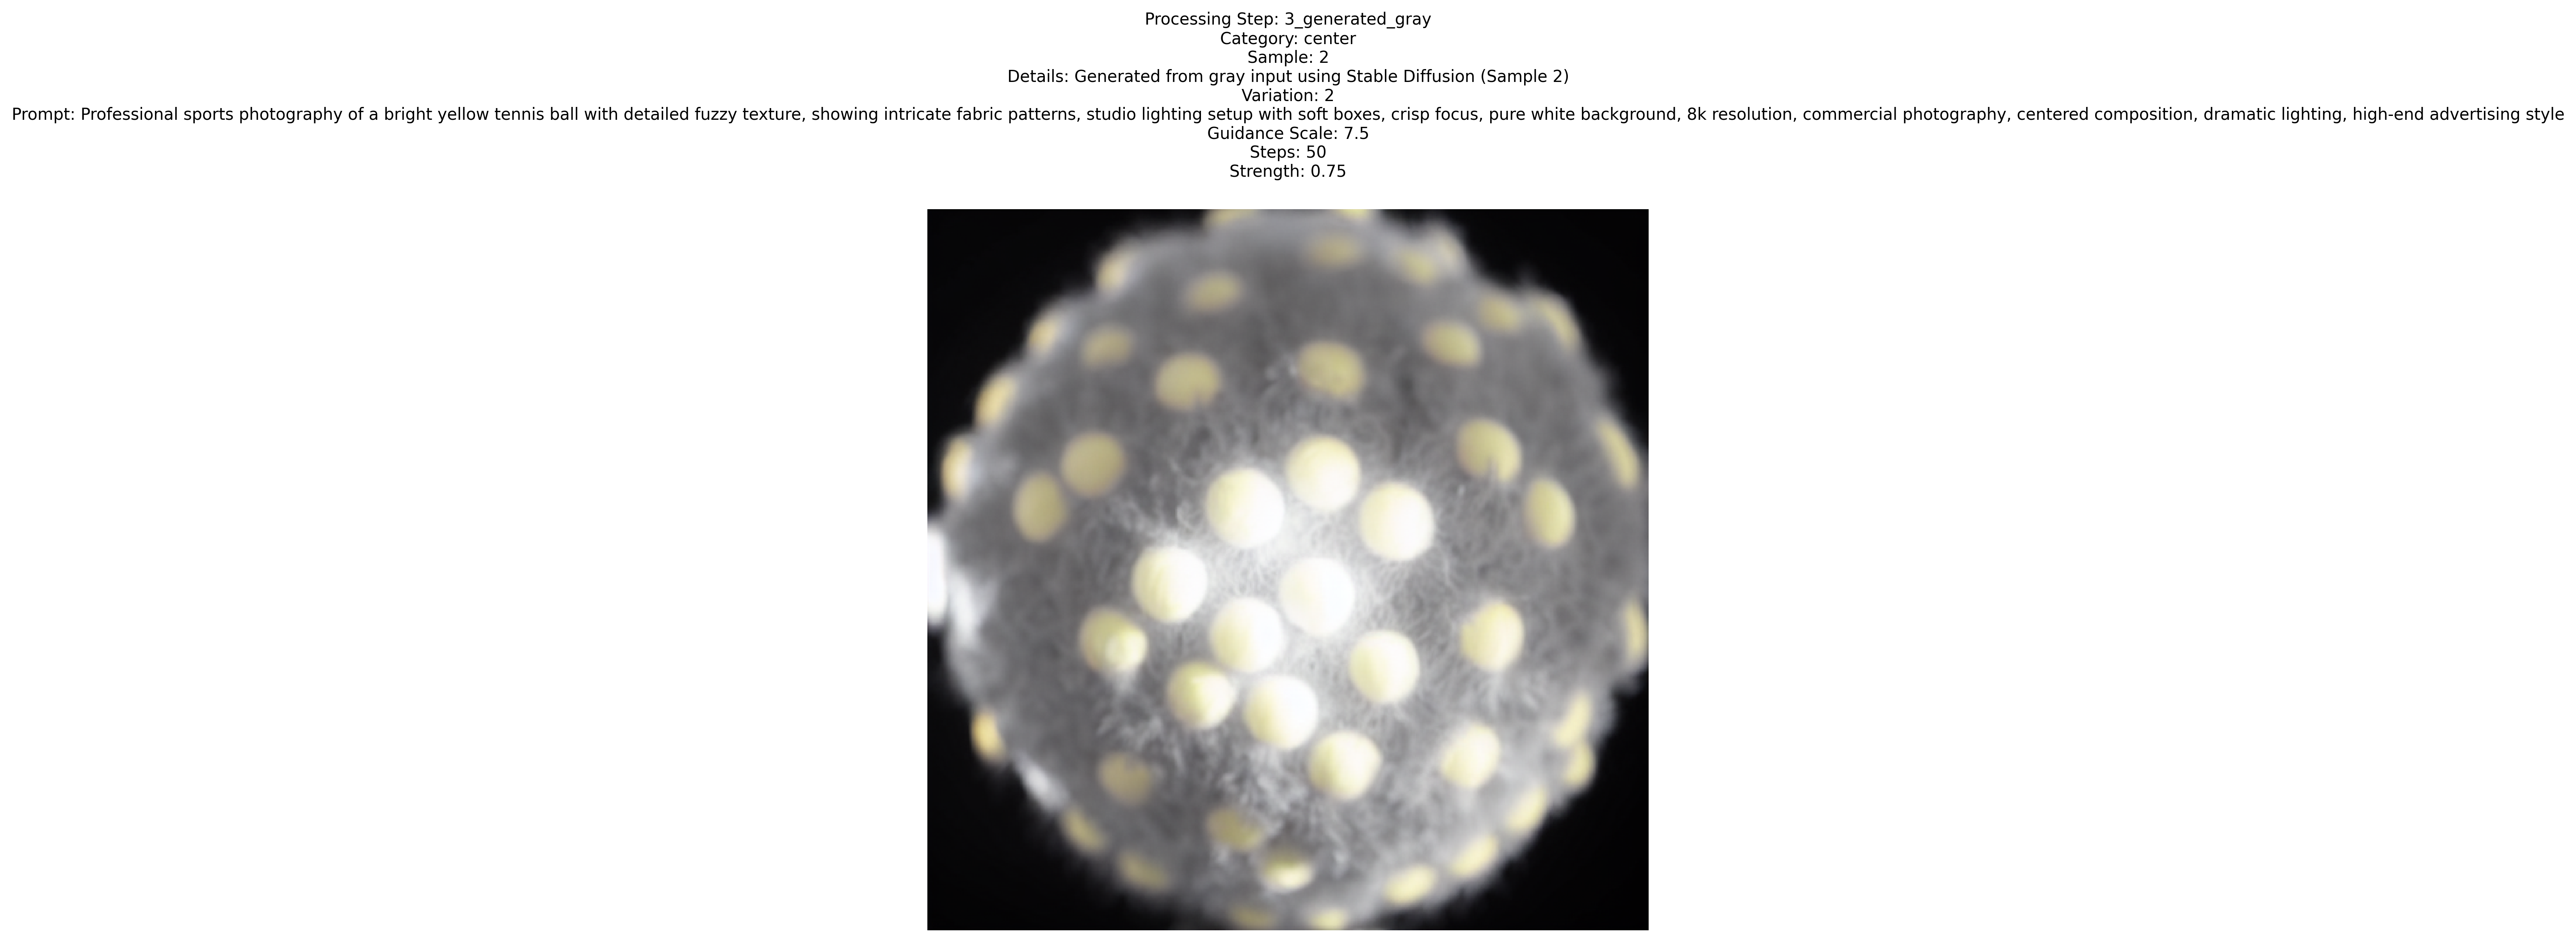 Processing Step: 3_generated_gray
Category: center
Sample: 2
Details: Generated from gray input using Stable Diffusion (Sample 2)
Variation: 2
Prompt: Professional sports photography of a bright yellow tennis ball with detailed fuzzy texture, showing intricate fabric patterns, studio lighting setup with soft boxes, crisp focus, pure white background, 8k resolution, commercial photography, centered composition, dramatic lighting, high-end advertising style
Guidance Scale: 7.5
Steps: 50
Strength: 0.75